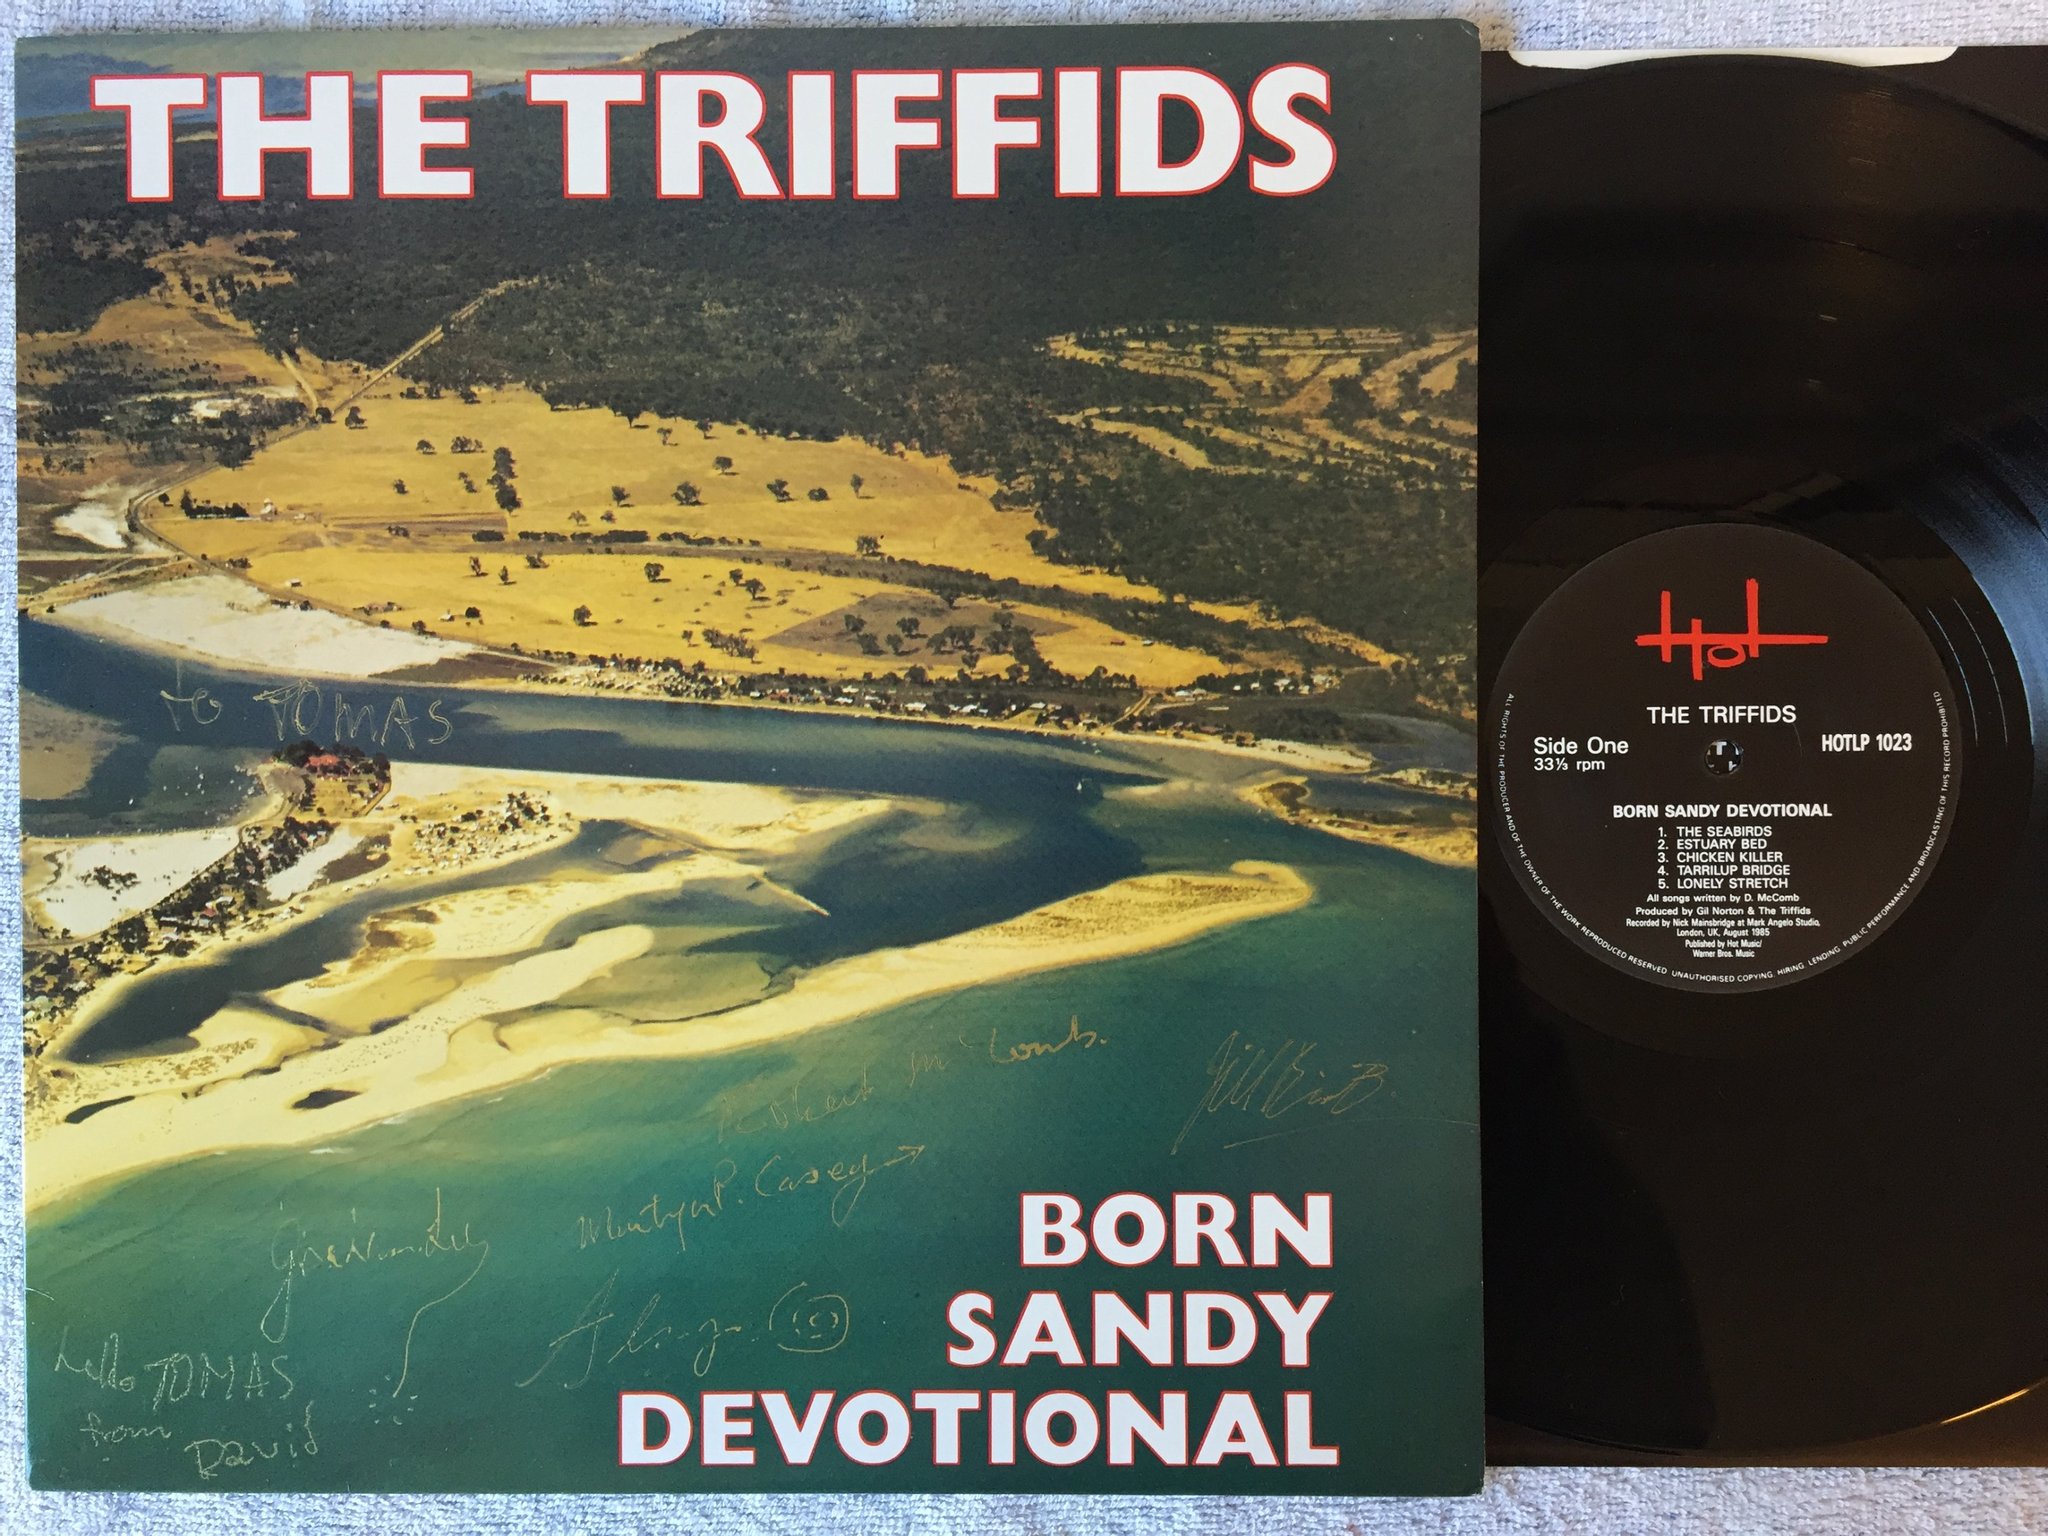 THE TRIFFIDS
to TOMAS
Robert McComb.
Jill Birt
Martyn P. Casey
Alsy
hello TOMAS
from
David
BORN
SANDY
DEVOTIONAL
Hot
THE TRIFFIDS
Side One
33⅓ rpm
HOTLP 1023
BORN SANDY DEVOTIONAL
1. THE SEABIRDS
2. ESTUARY BED
3. CHICKEN KILLER
4. TARRILUP BRIDGE
5. LONELY STRETCH
All songs written by D. McComb
Produced by Gil Norton & The Triffids
Recorded by Nick Mainsbridge at Mark Angelo Studio,
London, UK, August 1985
Published by Hot Music/
Warner Bros. Music
ALL RIGHTS OF THE PRODUCER AND OF THE OWNER OF THE WORK REPRODUCED RESERVED UNAUTHORISED COPYING, HIRING, LENDING, PUBLIC PERFORMANCE AND BROADCASTING OF THIS RECORD PROHIBITED